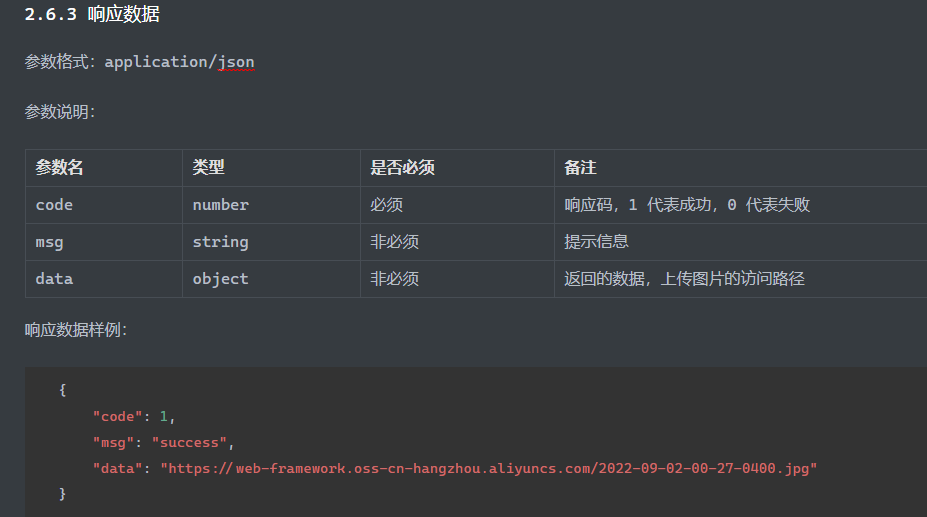 2.6.3 响应数据
参数格式：application/json
参数说明：
参数名 类型 是否必须 备注
code number 必须 响应码，1 代表成功，0 代表失败
msg string 非必须 提示信息
data object 非必须 返回的数据，上传图片的访问路径
响应数据样例：
{
"code": 1,
"msg": "success",
"data": "https://web-framework.oss-cn-hangzhou.aliyuncs.com/2022-09-02-00-27-0400.jpg"
}